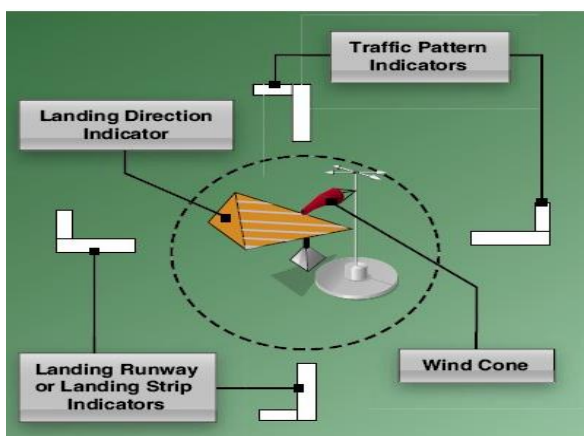 Traffic Pattern
Indicators
Landing Direction
Indicator
Landing Runway
or Landing Strip
Indicators
Wind Cone